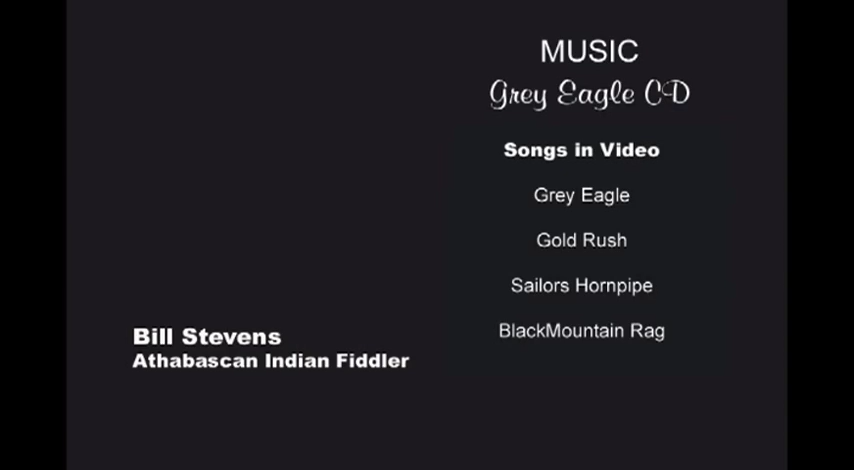 MUSIC
Grey Eagle CD
Songs in Video
Grey Eagle
Gold Rush
Sailors Hornpipe
BlackMountain Rag
Bill Stevens
Athabascan Indian Fiddler